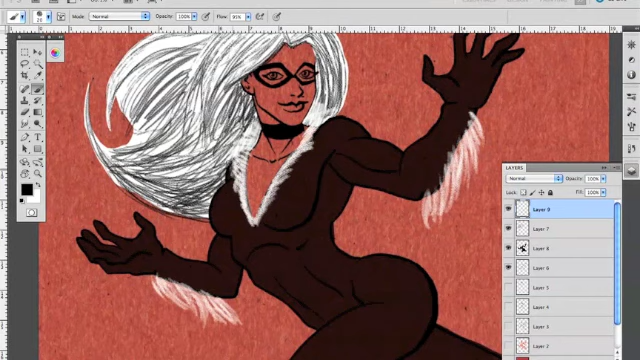 Mode: Normal Opacity: 100% Flow: 95%
LAYERS
Normal Opacity: 100%
Lock: Fill: 100%
Layer 9
Layer 7
Layer 8
Layer 6
Layer 5
Layer 4
Layer 3
Layer 2